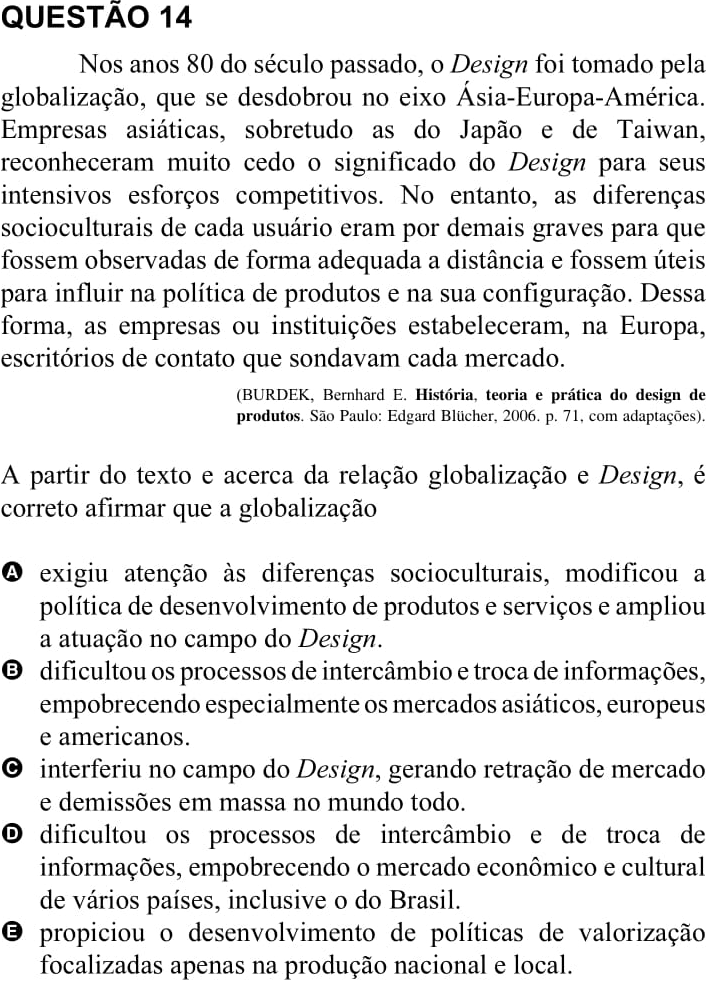 QUESTÃO 14
Nos anos 80 do século passado, o Design foi tomado pela
globalização, que se desdobrou no eixo Ásia-Europa-América.
Empresas asiáticas, sobretudo as do Japão e de Taiwan,
reconheceram muito cedo o significado do Design para seus
intensivos esforços competitivos. No entanto, as diferenças
socioculturais de cada usuário eram por demais graves para que
fossem observadas de forma adequada a distância e fossem úteis
para influir na política de produtos e na sua configuração. Dessa
forma, as empresas ou instituições estabeleceram, na Europa,
escritórios de contato que sondavam cada mercado.
(BURDEK, Bernhard E. História, teoria e prática do design de
produtos. São Paulo: Edgard Blücher, 2006. p. 71, com adaptações).
A partir do texto e acerca da relação globalização e Design, é
correto afirmar que a globalização
A exigiu atenção às diferenças socioculturais, modificou a
política de desenvolvimento de produtos e serviços e ampliou
a atuação no campo do Design.
B dificultou os processos de intercâmbio e troca de informações,
empobrecendo especialmente os mercados asiáticos, europeus
e americanos.
C interferiu no campo do Design, gerando retração de mercado
e demissões em massa no mundo todo.
D dificultou os processos de intercâmbio e de troca de
informações, empobrecendo o mercado econômico e cultural
de vários países, inclusive o do Brasil.
E propiciou o desenvolvimento de políticas de valorização
focalizadas apenas na produção nacional e local.